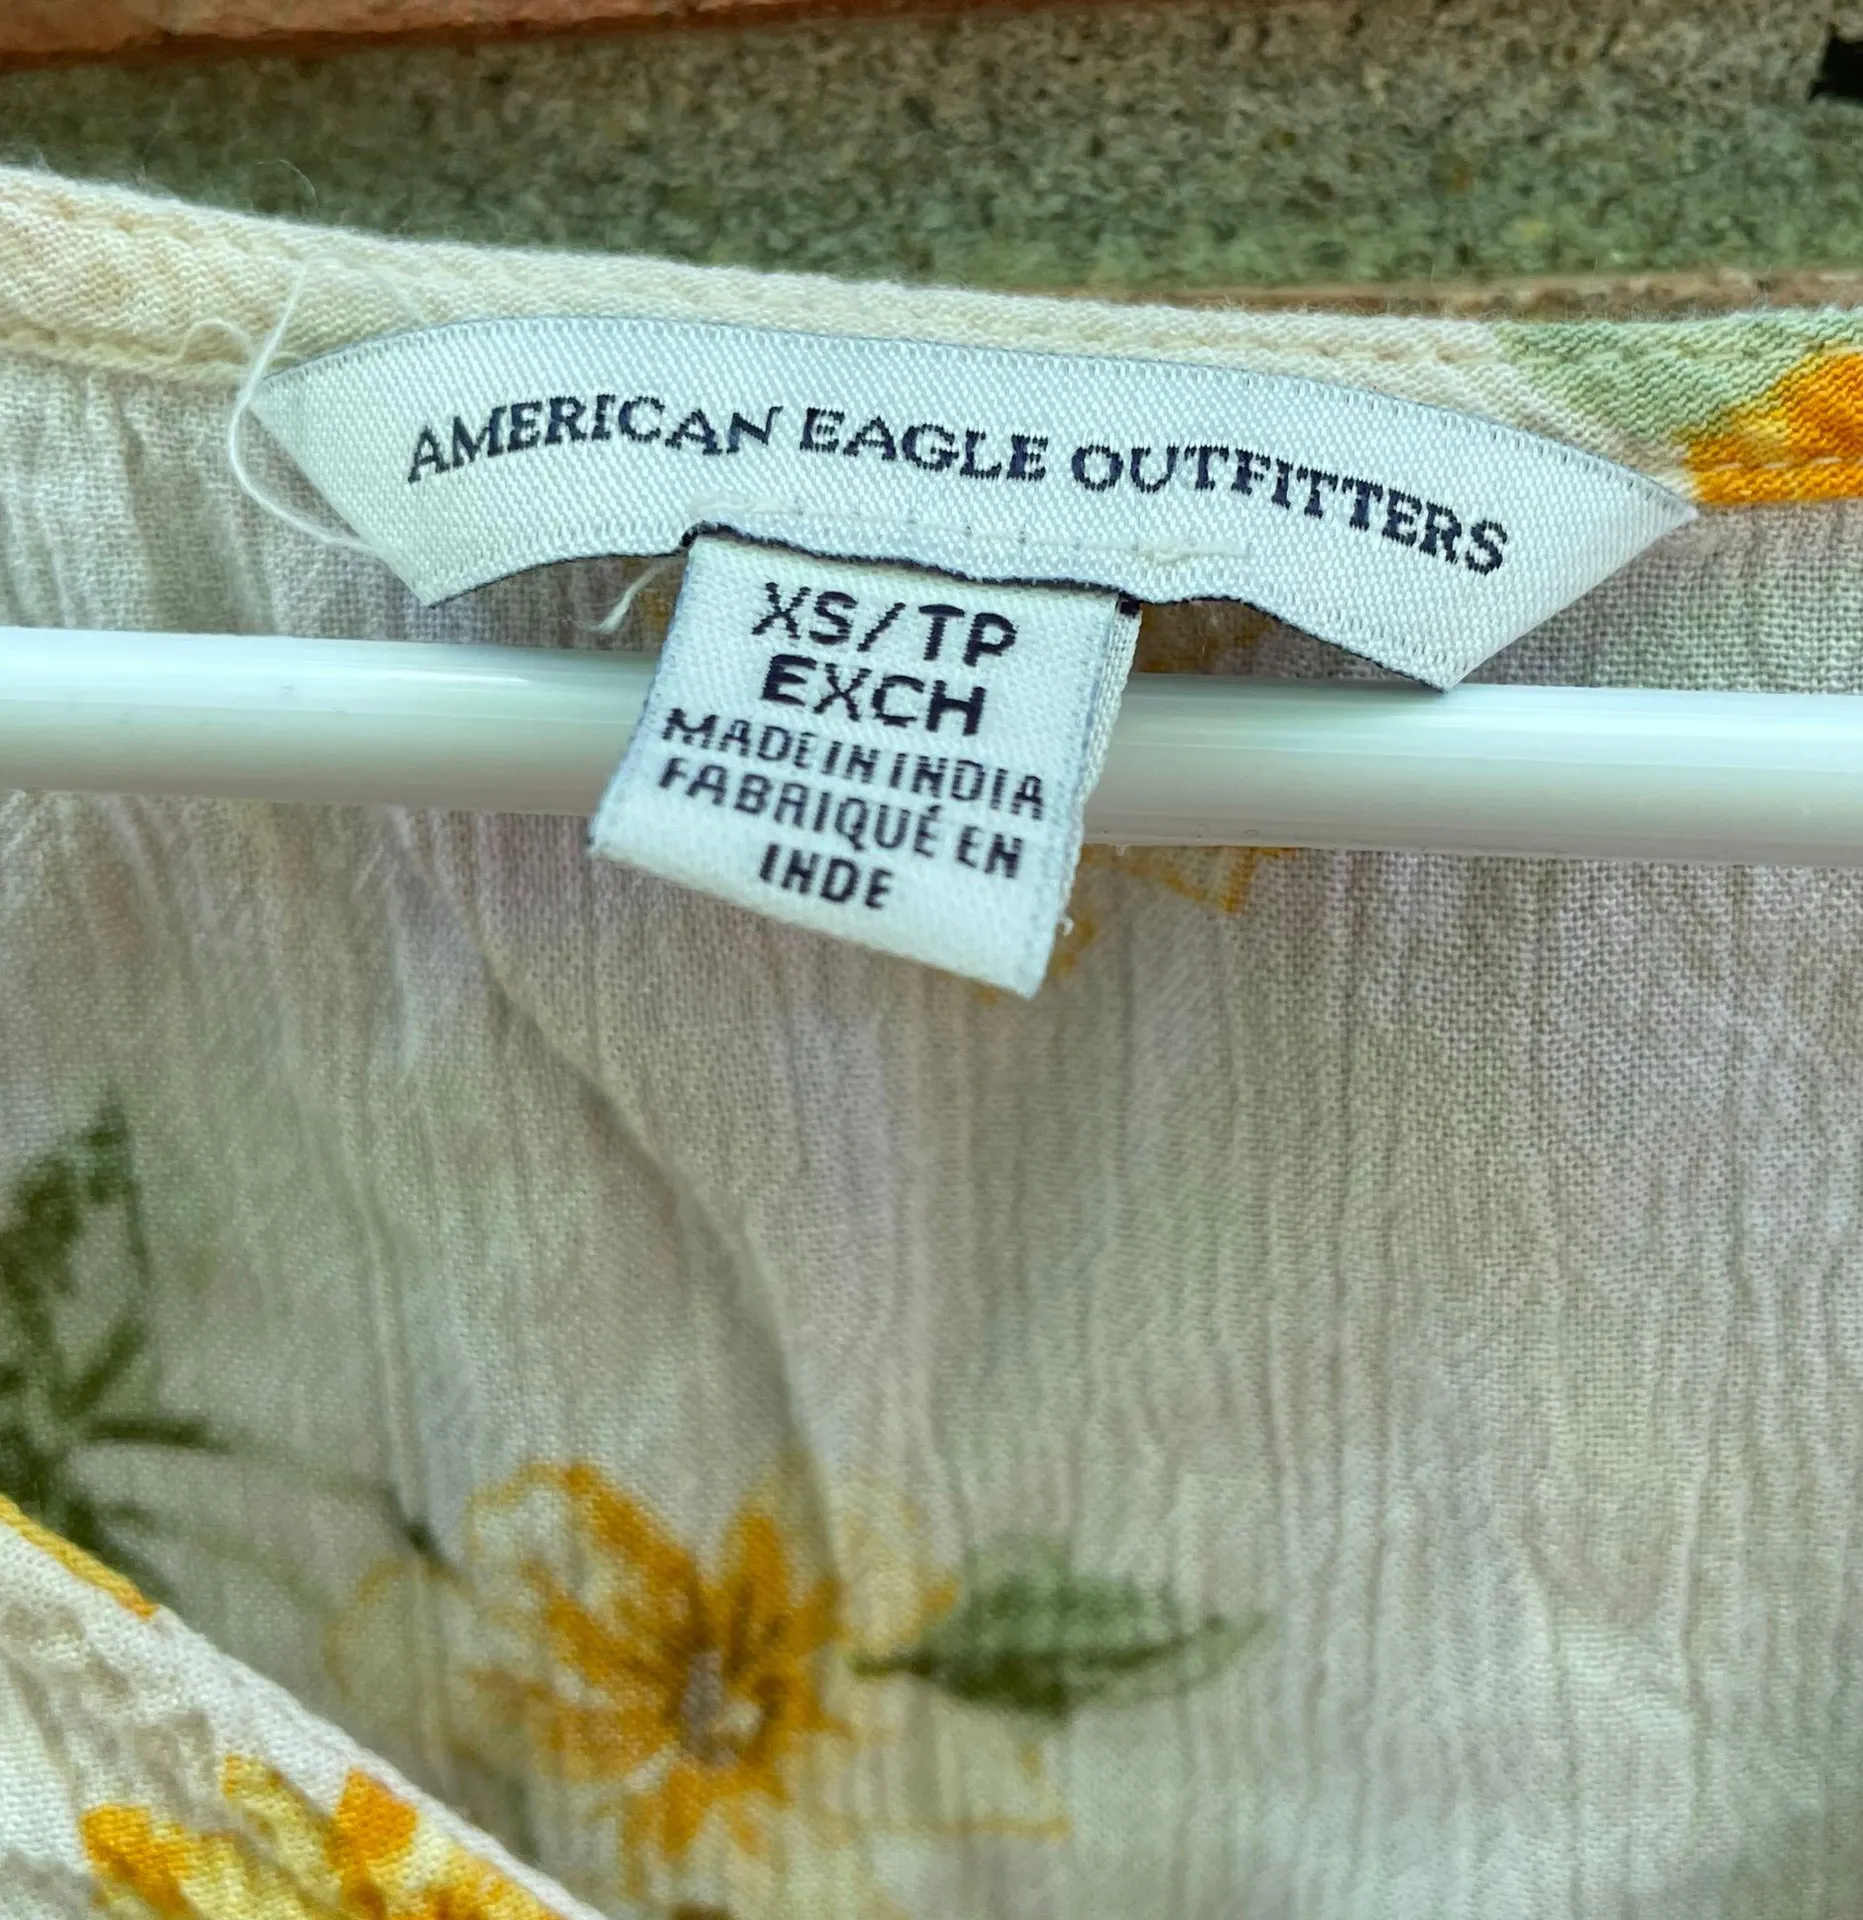 AMERICAN EAGLE OUTFITTERS
XS/TP
EXCH
MADE IN INDIA
FABRIQUÉ EN
INDE